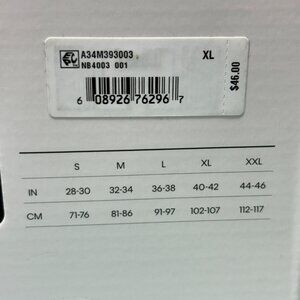 A34M393003 XL
NB4003 001
$46.00
6 08926 76296 7
S M L XL XXL
IN 28-30 32-34 36-38 40-42 44-46
CM 71-76 81-86 91-97 102-107 112-117